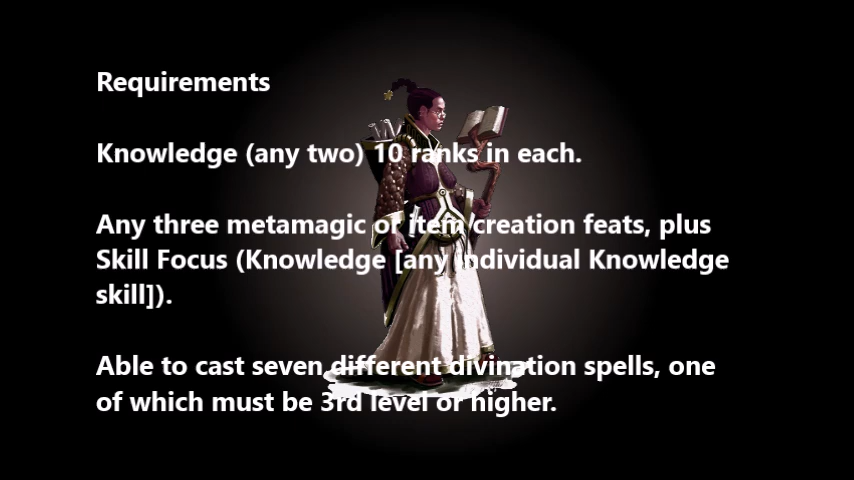 Requirements
Knowledge (any two) 10 ranks in each.
Any three metamagic or item creation feats, plus
Skill Focus (Knowledge [any individual Knowledge
skill]).
Able to cast seven different divination spells, one
of which must be 3rd level or higher.